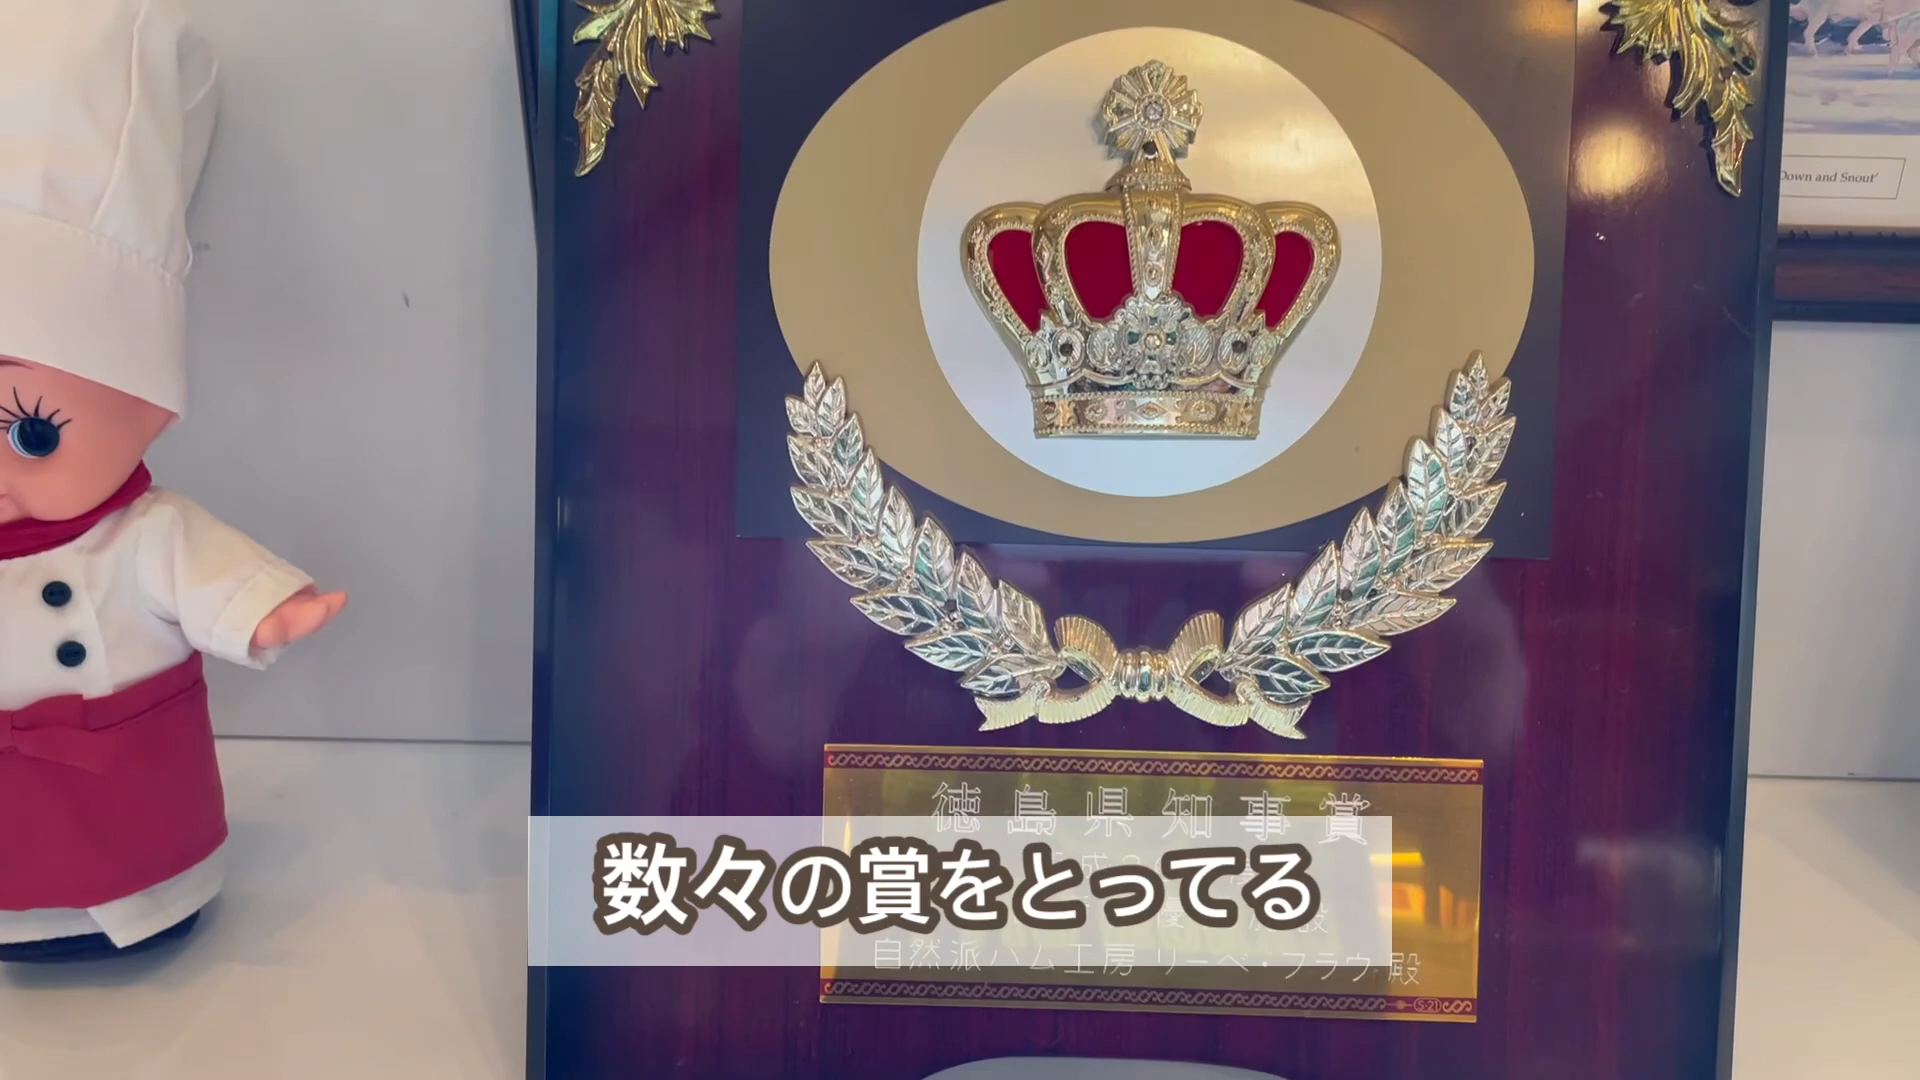 Down and Snout'
徳島県知事賞
数々の賞をとってる
自然派ハム工房 リーベ・フラウ殿
S-21